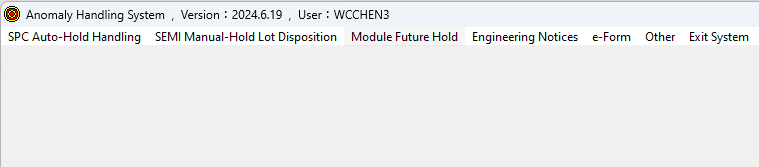 Anomaly Handling System , Version：2024.6.19 , User：WCCHEN3
SPC Auto-Hold Handling SEMI Manual-Hold Lot Disposition Module Future Hold Engineering Notices e-Form Other Exit System